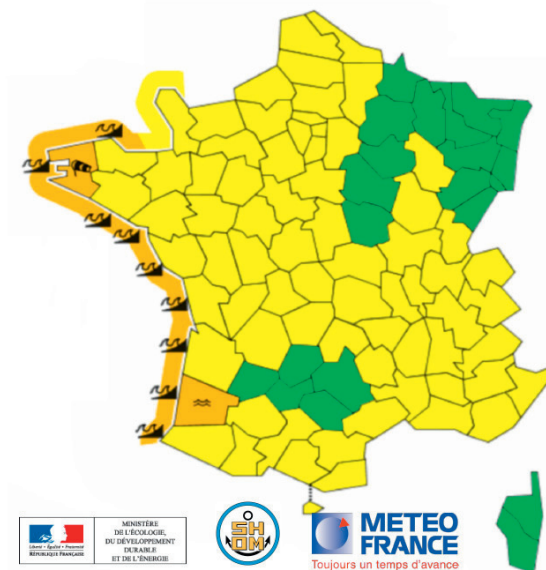 Liberté • Égalité • Fraternité
RÉPUBLIQUE FRANÇAISE
MINISTÈRE
DE L'ÉCOLOGIE,
DU DÉVELOPPEMENT
DURABLE
ET DE L'ÉNERGIE
SH
OM
METEO
FRANCE
Toujours un temps d'avance